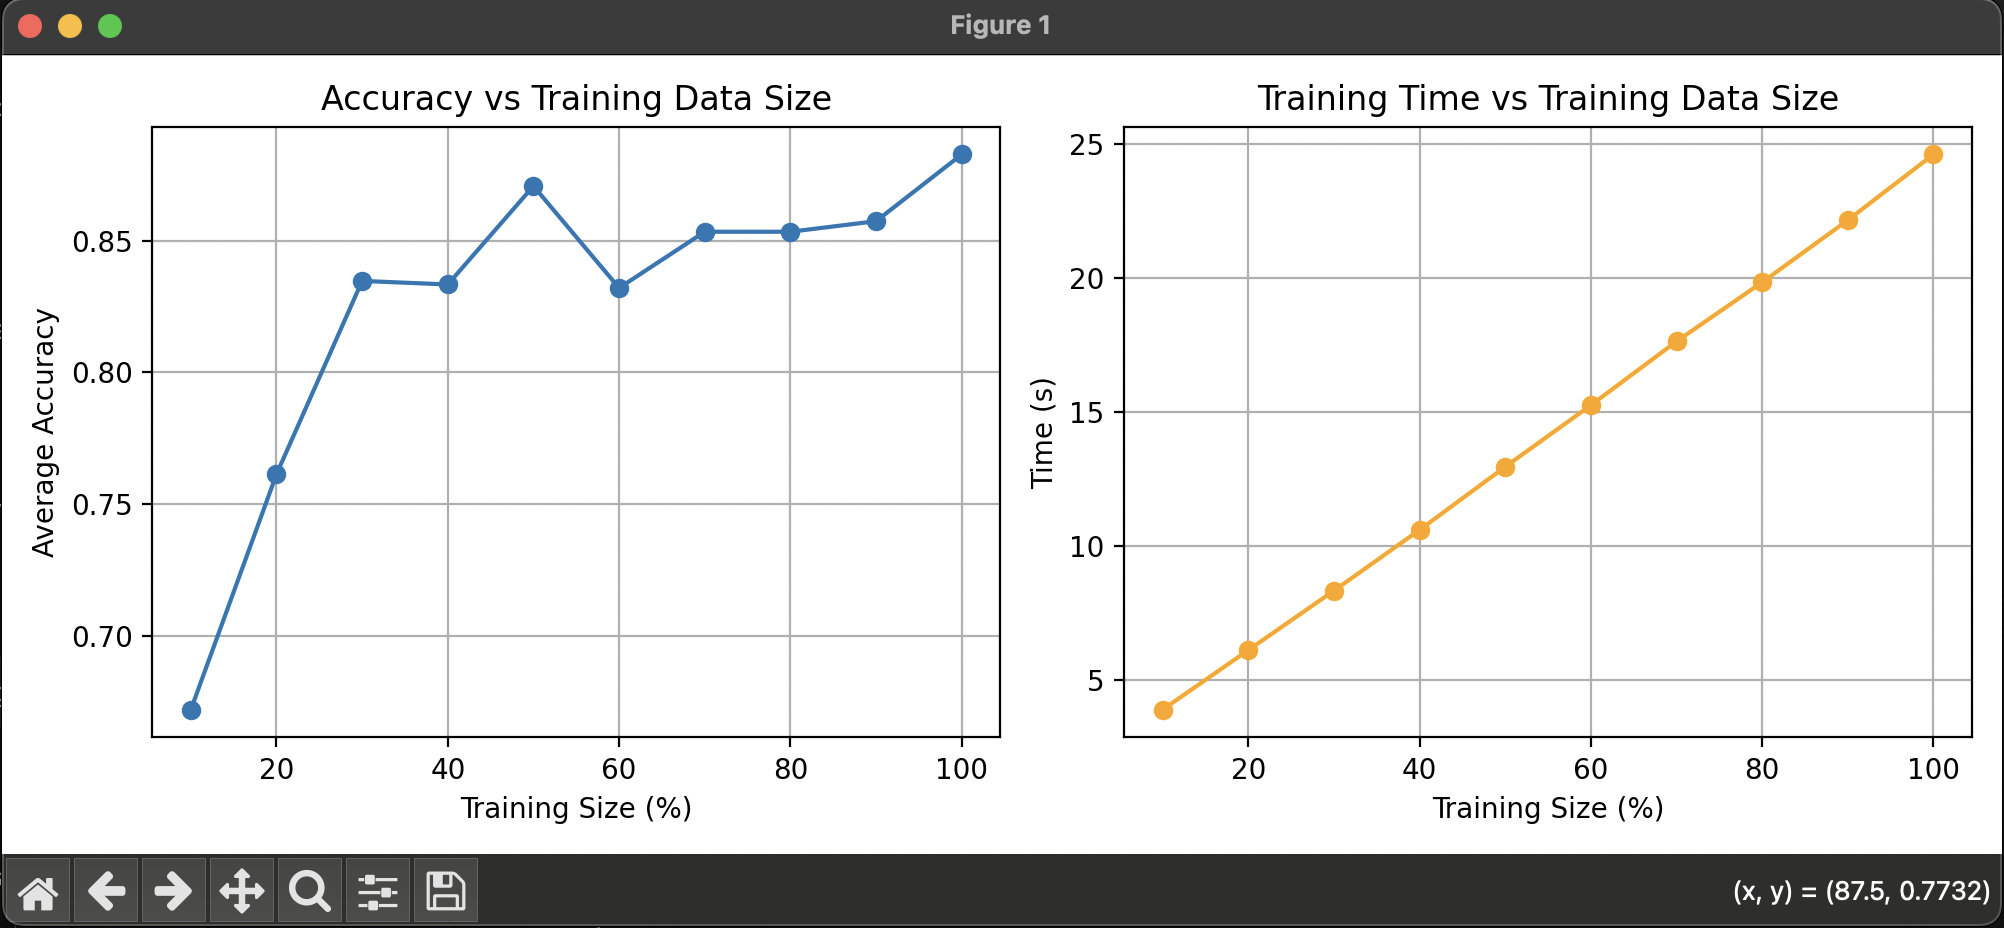 Figure 1
Accuracy vs Training Data Size
Average Accuracy
0.85
0.80
0.75
0.70
20 40 60 80 100
Training Size (%)
Training Time vs Training Data Size
Time (s)
25
20
15
10
5
20 40 60 80 100
Training Size (%)
(x, y) = (87.5, 0.7732)